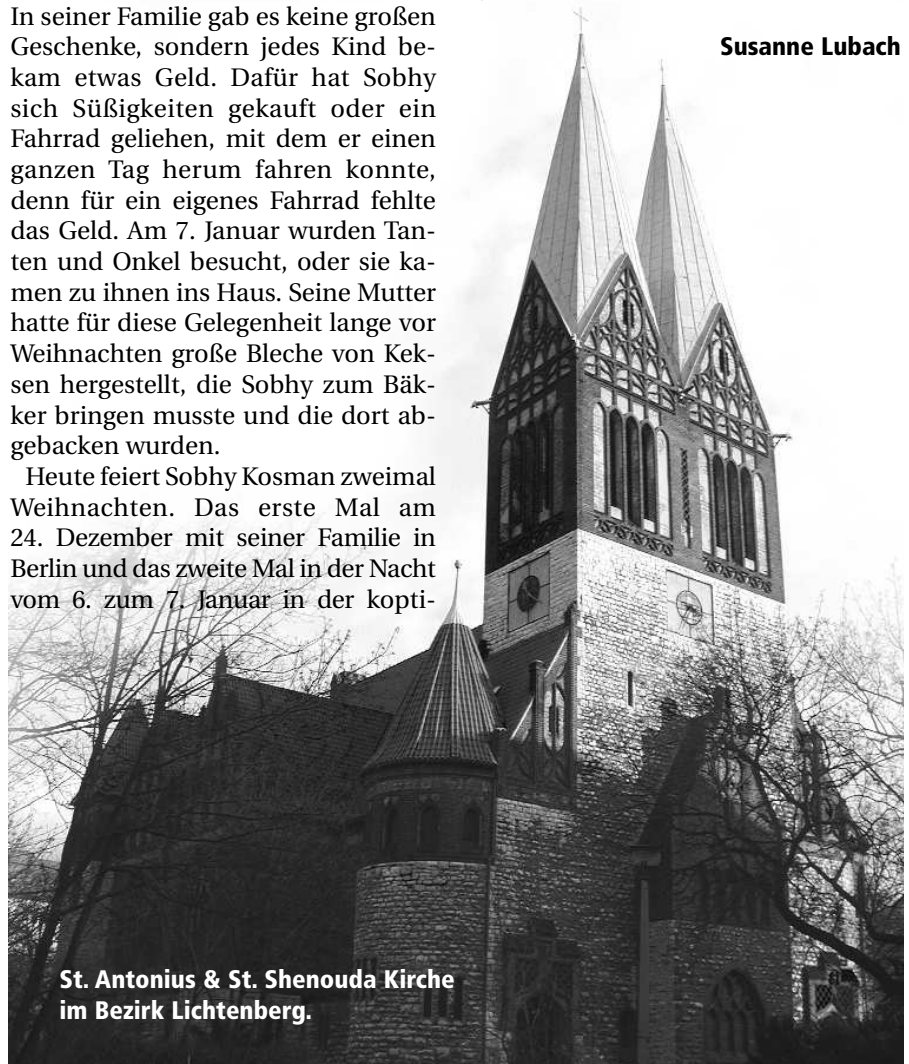 In seiner Familie gab es keine großen
Geschenke, sondern jedes Kind be-
kam etwas Geld. Dafür hat Sobhy
sich Süßigkeiten gekauft oder ein
Fahrrad geliehen, mit dem er einen
ganzen Tag herum fahren konnte,
denn für ein eigenes Fahrrad fehlte
das Geld. Am 7. Januar wurden Tan-
ten und Onkel besucht, oder sie ka-
men zu ihnen ins Haus. Seine Mutter
hatte für diese Gelegenheit lange vor
Weihnachten große Bleche von Kek-
sen hergestellt, die Sobhy zum Bäk-
ker bringen musste und die dort ab-
gebacken wurden.
Heute feiert Sobhy Kosman zweimal
Weihnachten. Das erste Mal am
24. Dezember mit seiner Familie in
Berlin und das zweite Mal in der Nacht
vom 6. zum 7. Januar in der kopti-
Susanne Lubach
St. Antonius & St. Shenouda Kirche
im Bezirk Lichtenberg.